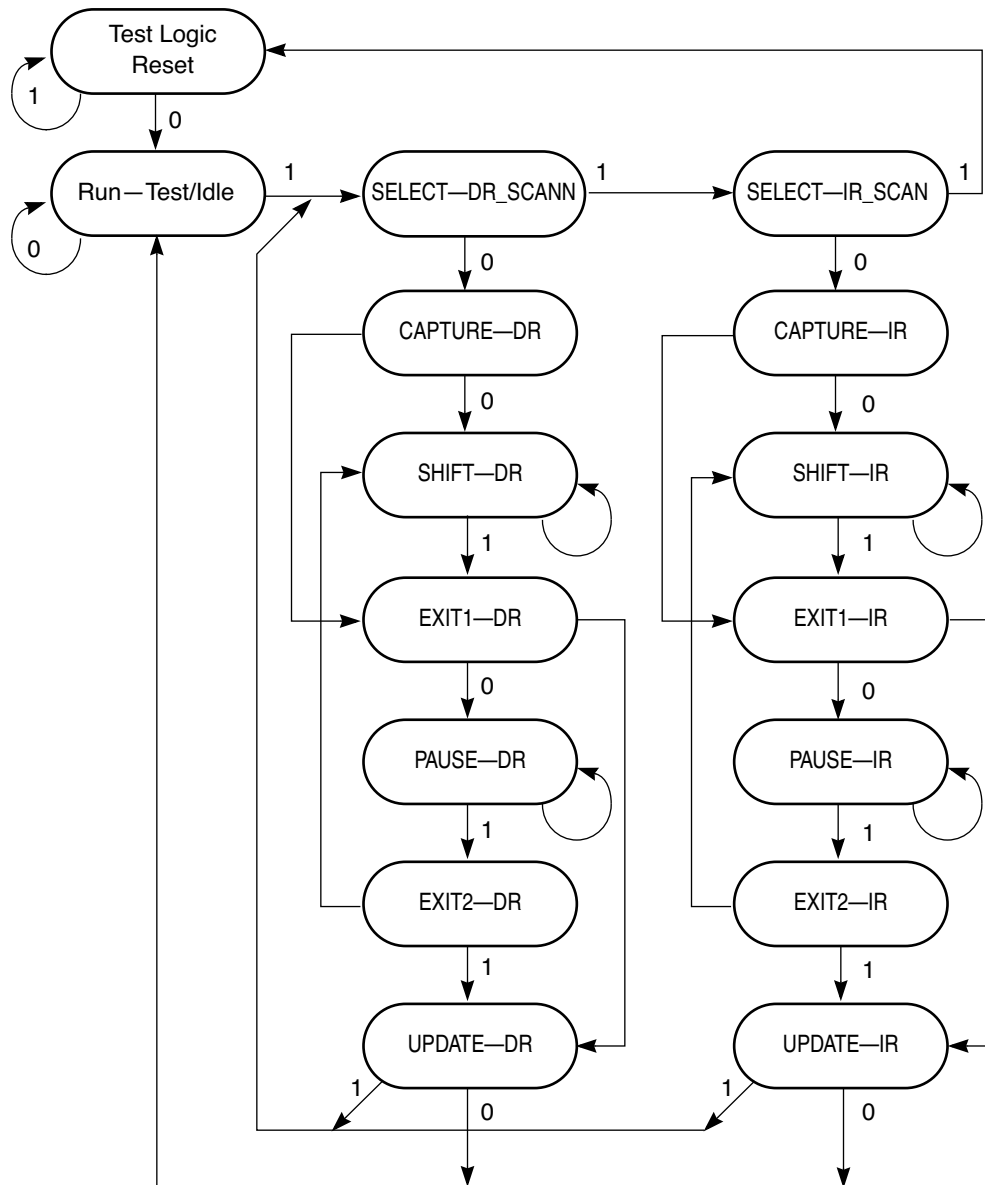 Test Logic
Reset
1
0
Run—Test/Idle
1
SELECT—DR_SCANN
1
SELECT—IR_SCAN
1
0
0
0
CAPTURE—DR
CAPTURE—IR
0
0
SHIFT—DR
SHIFT—IR
1
1
EXIT1—DR
EXIT1—IR
0
0
PAUSE—DR
PAUSE—IR
1
1
EXIT2—DR
EXIT2—IR
1
1
UPDATE—DR
UPDATE—IR
1
1
0
0